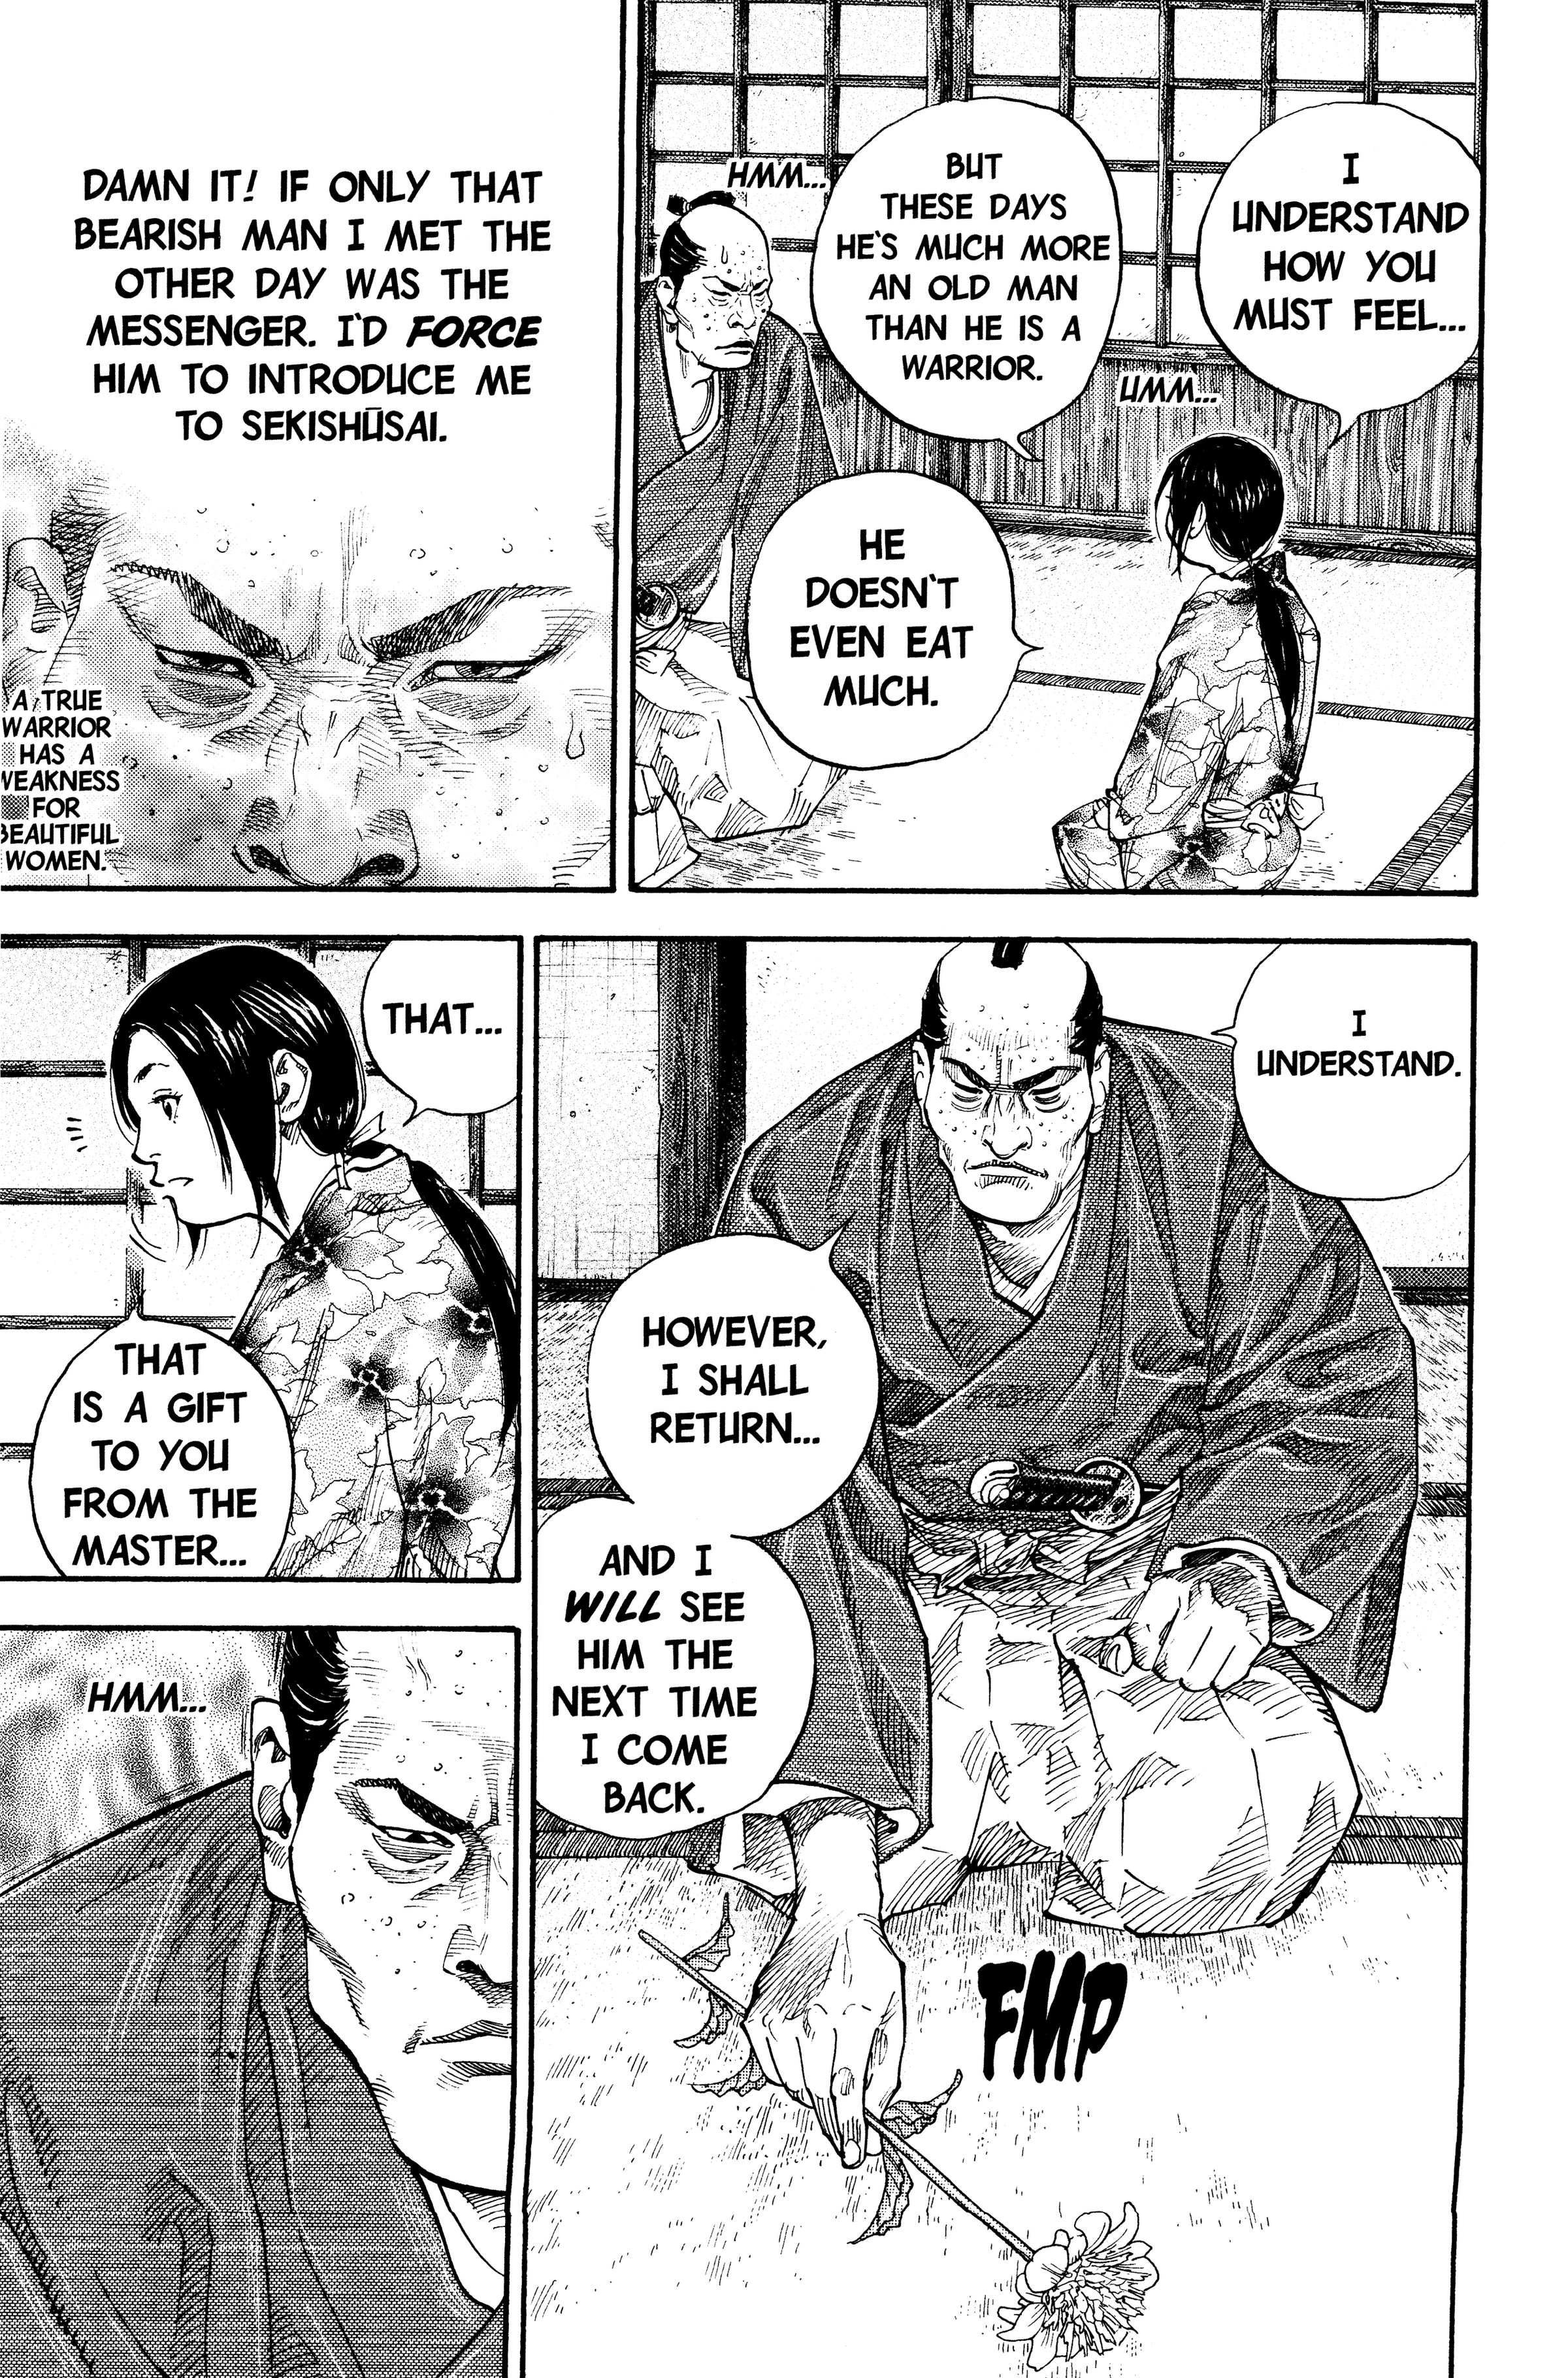 I
UNDERSTAND
HOW YOU
MUST FEEL...
UMM...
BUT
THESE DAYS
HE'S MUCH MORE
AN OLD MAN
THAN HE IS A
WARRIOR.
HMM...
HE
DOESN'T
EVEN EAT
MUCH.
DAMN IT! IF ONLY THAT
BEARISH MAN I MET THE
OTHER DAY WAS THE
MESSENGER. I'D FORCE
HIM TO INTRODUCE ME
TO SEKISHŪSAI.
A TRUE
WARRIOR
HAS A
WEAKNESS
FOR
BEAUTIFUL
WOMEN.
I
UNDERSTAND.
HOWEVER,
I SHALL
RETURN...
AND I
WILL SEE
HIM THE
NEXT TIME
I COME
BACK.
FMP
THAT...
THAT
IS A GIFT
TO YOU
FROM THE
MASTER...
HMM...